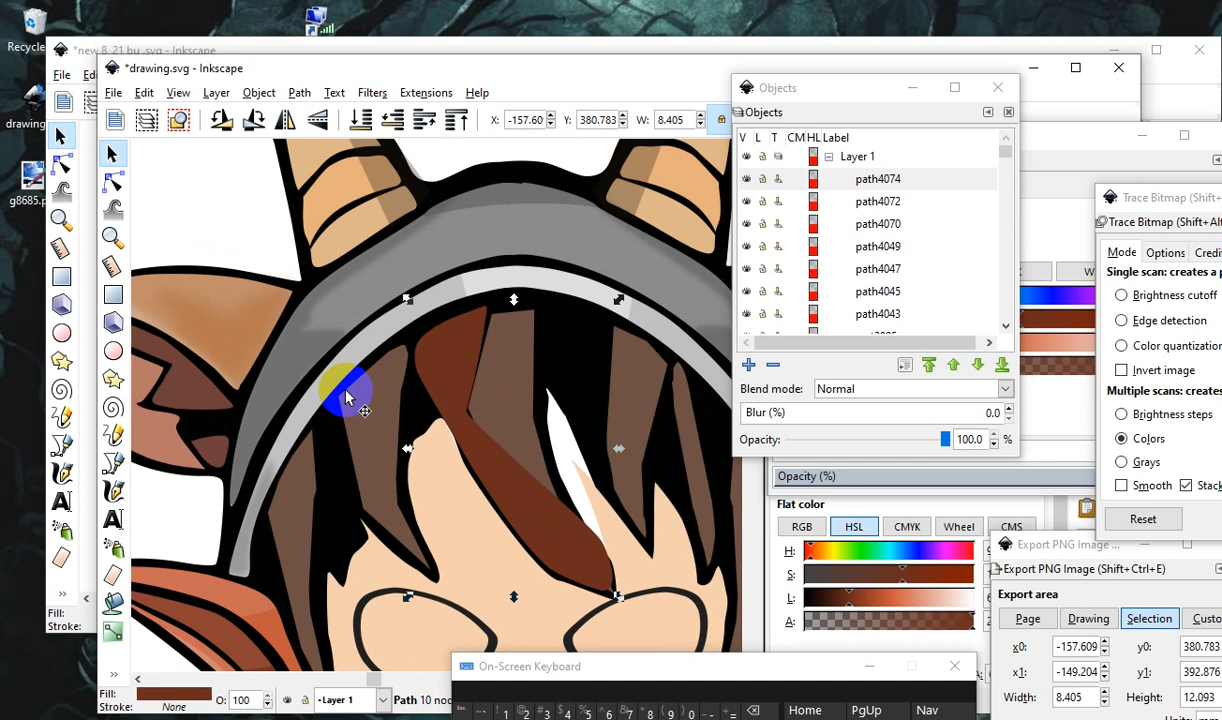 Recycle
*new 8_21 bu .svg - Inkscape
*drawing.svg - Inkscape
File Edit View Layer Object Path Text Filters Extensions Help
X: -157.60 Y: 380.783 W: 8.405
drawing
g8685.p
Objects
Objects
V L T CM HL Label
Layer 1
path4074
path4072
path4070
path4049
path4047
path4045
path4043
Blend mode: Normal
Blur (%) 0.0
Opacity: 100.0 %
Opacity (%)
Flat color
RGB HSL CMYK Wheel CMS
H:
S:
L:
A:
Trace Bitmap (Shift+
Trace Bitmap (Shift+Alt
Mode Options Credit
Single scan: creates a p
Brightness cutoff
Edge detection
Color quantization
Invert image
Multiple scans: creates
Brightness steps
Colors
Grays
Smooth Stack
Reset
Export PNG Image ...
Export PNG Image (Shift+Ctrl+E)
Export area
Page Drawing Selection Custo
x0: -157.609 y0: 380.783
x1: -149.204 y1: 392.876
Width: 8.405 Height: 12.093
Fill:
Stroke:
Fill:
Stroke: None
O: 100 Layer 1 Path 10 nod
On-Screen Keyboard
Home PgUp Nav